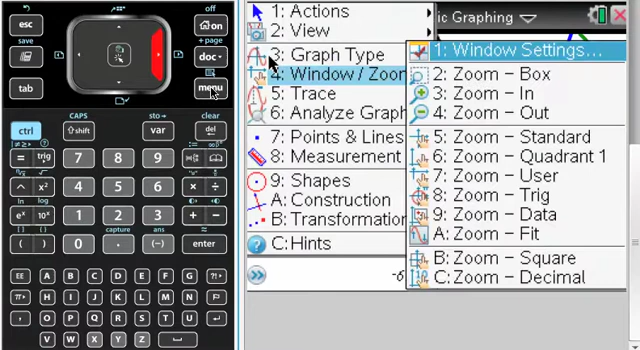 off
esc
on
save
+ page
doc
tab
menu
CAPS
sto→
clear
ctrl
shift
var
del
= trig 7 8 9
^ x² 4 5 6 × ÷
ln log
eˣ 10ˣ 1 2 3 + −
capture ans
( ) 0 . (−) enter
EE A B C D E F G ?!
π H I J K L M N
, O P Q R S T U
V W X Y Z
1: Actions
2: View
3: Graph Type
4: Window / Zoom
5: Trace
6: Analyze Graph
7: Points & Lines
8: Measurement
9: Shapes
A: Construction
B: Transformation
C: Hints
ic Graphing
1: Window Settings...
2: Zoom – Box
3: Zoom – In
4: Zoom – Out
5: Zoom – Standard
6: Zoom – Quadrant 1
7: Zoom – User
8: Zoom – Trig
9: Zoom – Data
A: Zoom – Fit
B: Zoom – Square
C: Zoom – Decimal